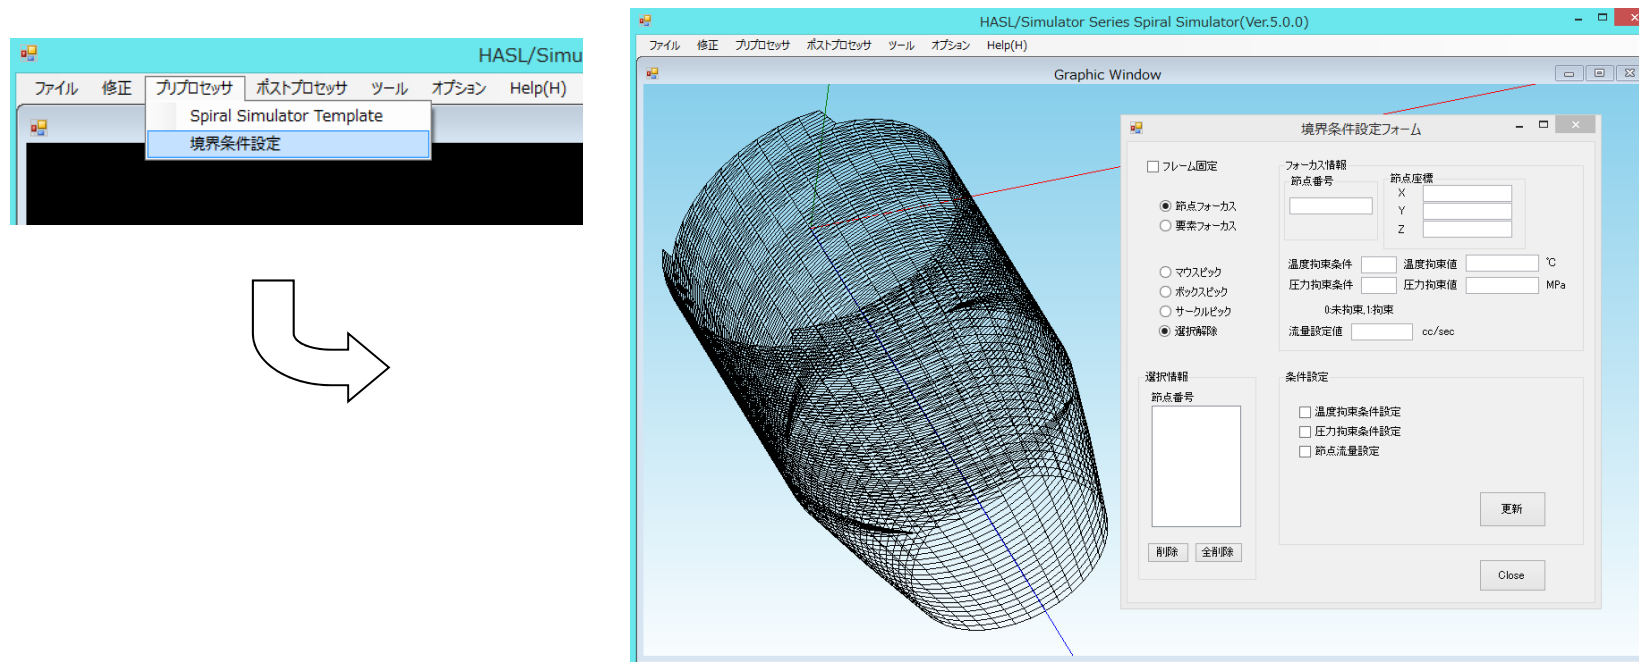 HASL/Simu
ファイル 修正 プリプロセッサ ポストプロセッサ ツール オプション Help(H)
Spiral Simulator Template
境界条件設定
HASL/Simulator Series Spiral Simulator(Ver.5.0.0)
ファイル 修正 プリプロセッサ ポストプロセッサ ツール オプション Help(H)
Graphic Window
境界条件設定フォーム
フレーム固定
節点フォーカス
要素フォーカス
マウスピック
ボックスピック
サークルピック
選択解除
フォーカス情報
節点番号
節点座標
X
Y
Z
温度拘束条件 温度拘束値 ℃
圧力拘束条件 圧力拘束値 MPa
0:未拘束,1:拘束
流量設定値 cc/sec
選択情報
節点番号
削除 全削除
条件設定
温度拘束条件設定
圧力拘束条件設定
節点流量設定
更新
Close